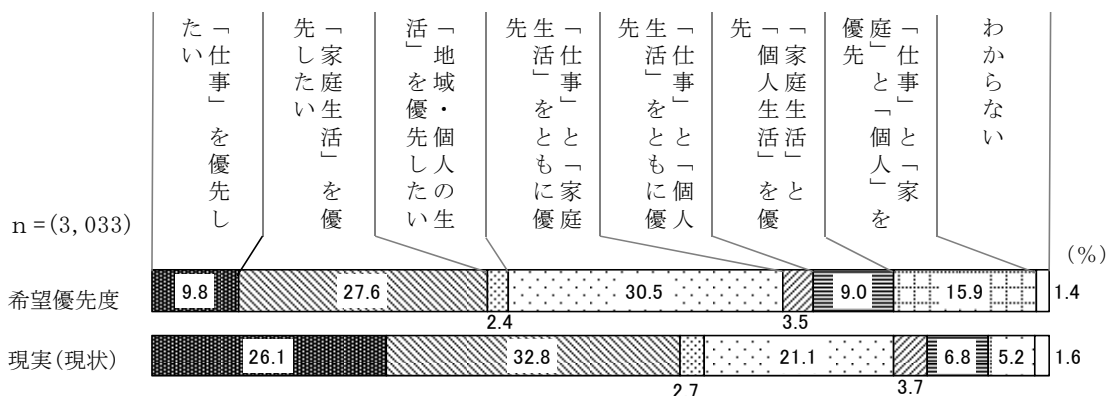 「仕事」を優先し
たい
「家庭生活」を優
先したい
「地域・個人の生
活」を優先したい
「仕事」と「家庭
生活」をともに優
先
「仕事」と「個人
生活」をともに優
先
「家庭生活」と
「個人生活」を優
先
「仕事」と「家
庭」と「個人」を
優先
わからない
n=(3,033)
(%)
希望優先度 9.8 27.6 2.4 30.5 3.5 9.0 15.9 1.4
現実(現状) 26.1 32.8 2.7 21.1 3.7 6.8 5.2 1.6